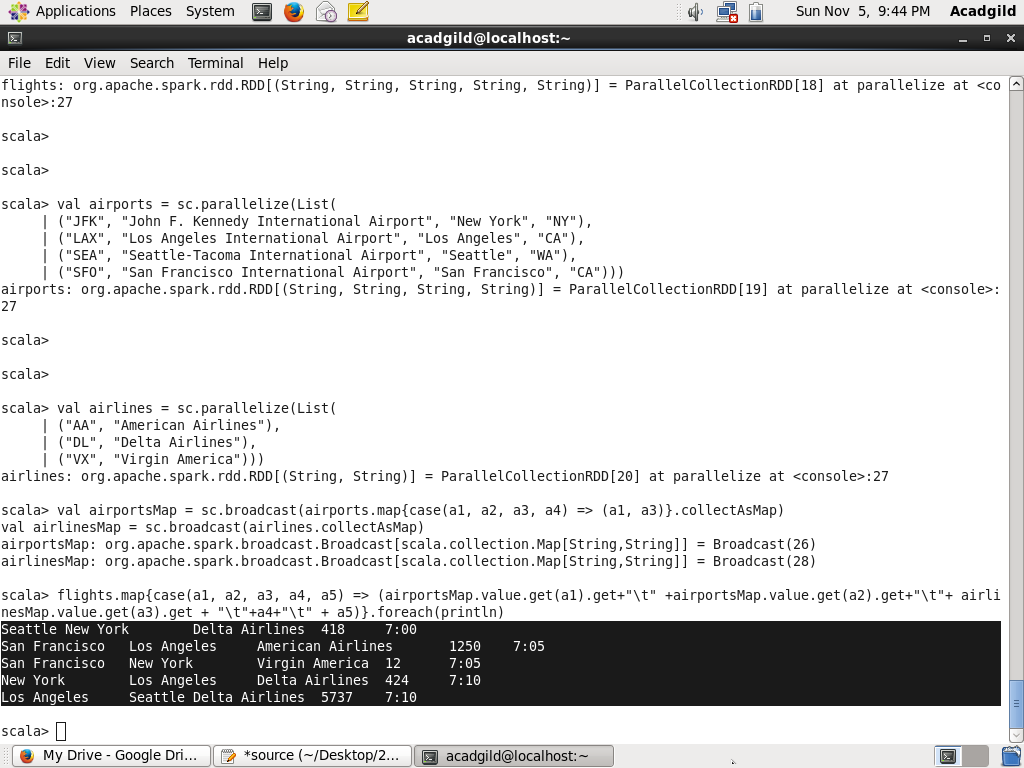 Applications Places System Sun Nov 5, 9:44 PM Acadgild
acadgild@localhost:~
File Edit View Search Terminal Help
flights: org.apache.spark.rdd.RDD[(String, String, String, String, String)] = ParallelCollectionRDD[18] at parallelize at <co
nsole>:27
scala>
scala>
scala> val airports = sc.parallelize(List(
| ("JFK", "John F. Kennedy International Airport", "New York", "NY"),
| ("LAX", "Los Angeles International Airport", "Los Angeles", "CA"),
| ("SEA", "Seattle-Tacoma International Airport", "Seattle", "WA"),
| ("SFO", "San Francisco International Airport", "San Francisco", "CA")))
airports: org.apache.spark.rdd.RDD[(String, String, String, String)] = ParallelCollectionRDD[19] at parallelize at <console>:
27
scala>
scala>
scala> val airlines = sc.parallelize(List(
| ("AA", "American Airlines"),
| ("DL", "Delta Airlines"),
| ("VX", "Virgin America")))
airlines: org.apache.spark.rdd.RDD[(String, String)] = ParallelCollectionRDD[20] at parallelize at <console>:27
scala> val airportsMap = sc.broadcast(airports.map{case(a1, a2, a3, a4) => (a1, a3)}.collectAsMap)
val airlinesMap = sc.broadcast(airlines.collectAsMap)
airportsMap: org.apache.spark.broadcast.Broadcast[scala.collection.Map[String,String]] = Broadcast(26)
airlinesMap: org.apache.spark.broadcast.Broadcast[scala.collection.Map[String,String]] = Broadcast(28)
scala> flights.map{case(a1, a2, a3, a4, a5) => (airportsMap.value.get(a1).get+"\t" +airportsMap.value.get(a2).get+"\t"+ airli
nesMap.value.get(a3).get + "\t"+a4+"\t" + a5)}.foreach(println)
Seattle New York Delta Airlines 418 7:00
San Francisco Los Angeles American Airlines 1250 7:05
San Francisco New York Virgin America 12 7:05
New York Los Angeles Delta Airlines 424 7:10
Los Angeles Seattle Delta Airlines 5737 7:10
scala>
My Drive - Google Dri... *source (~/Desktop/2... acadgild@localhost:~